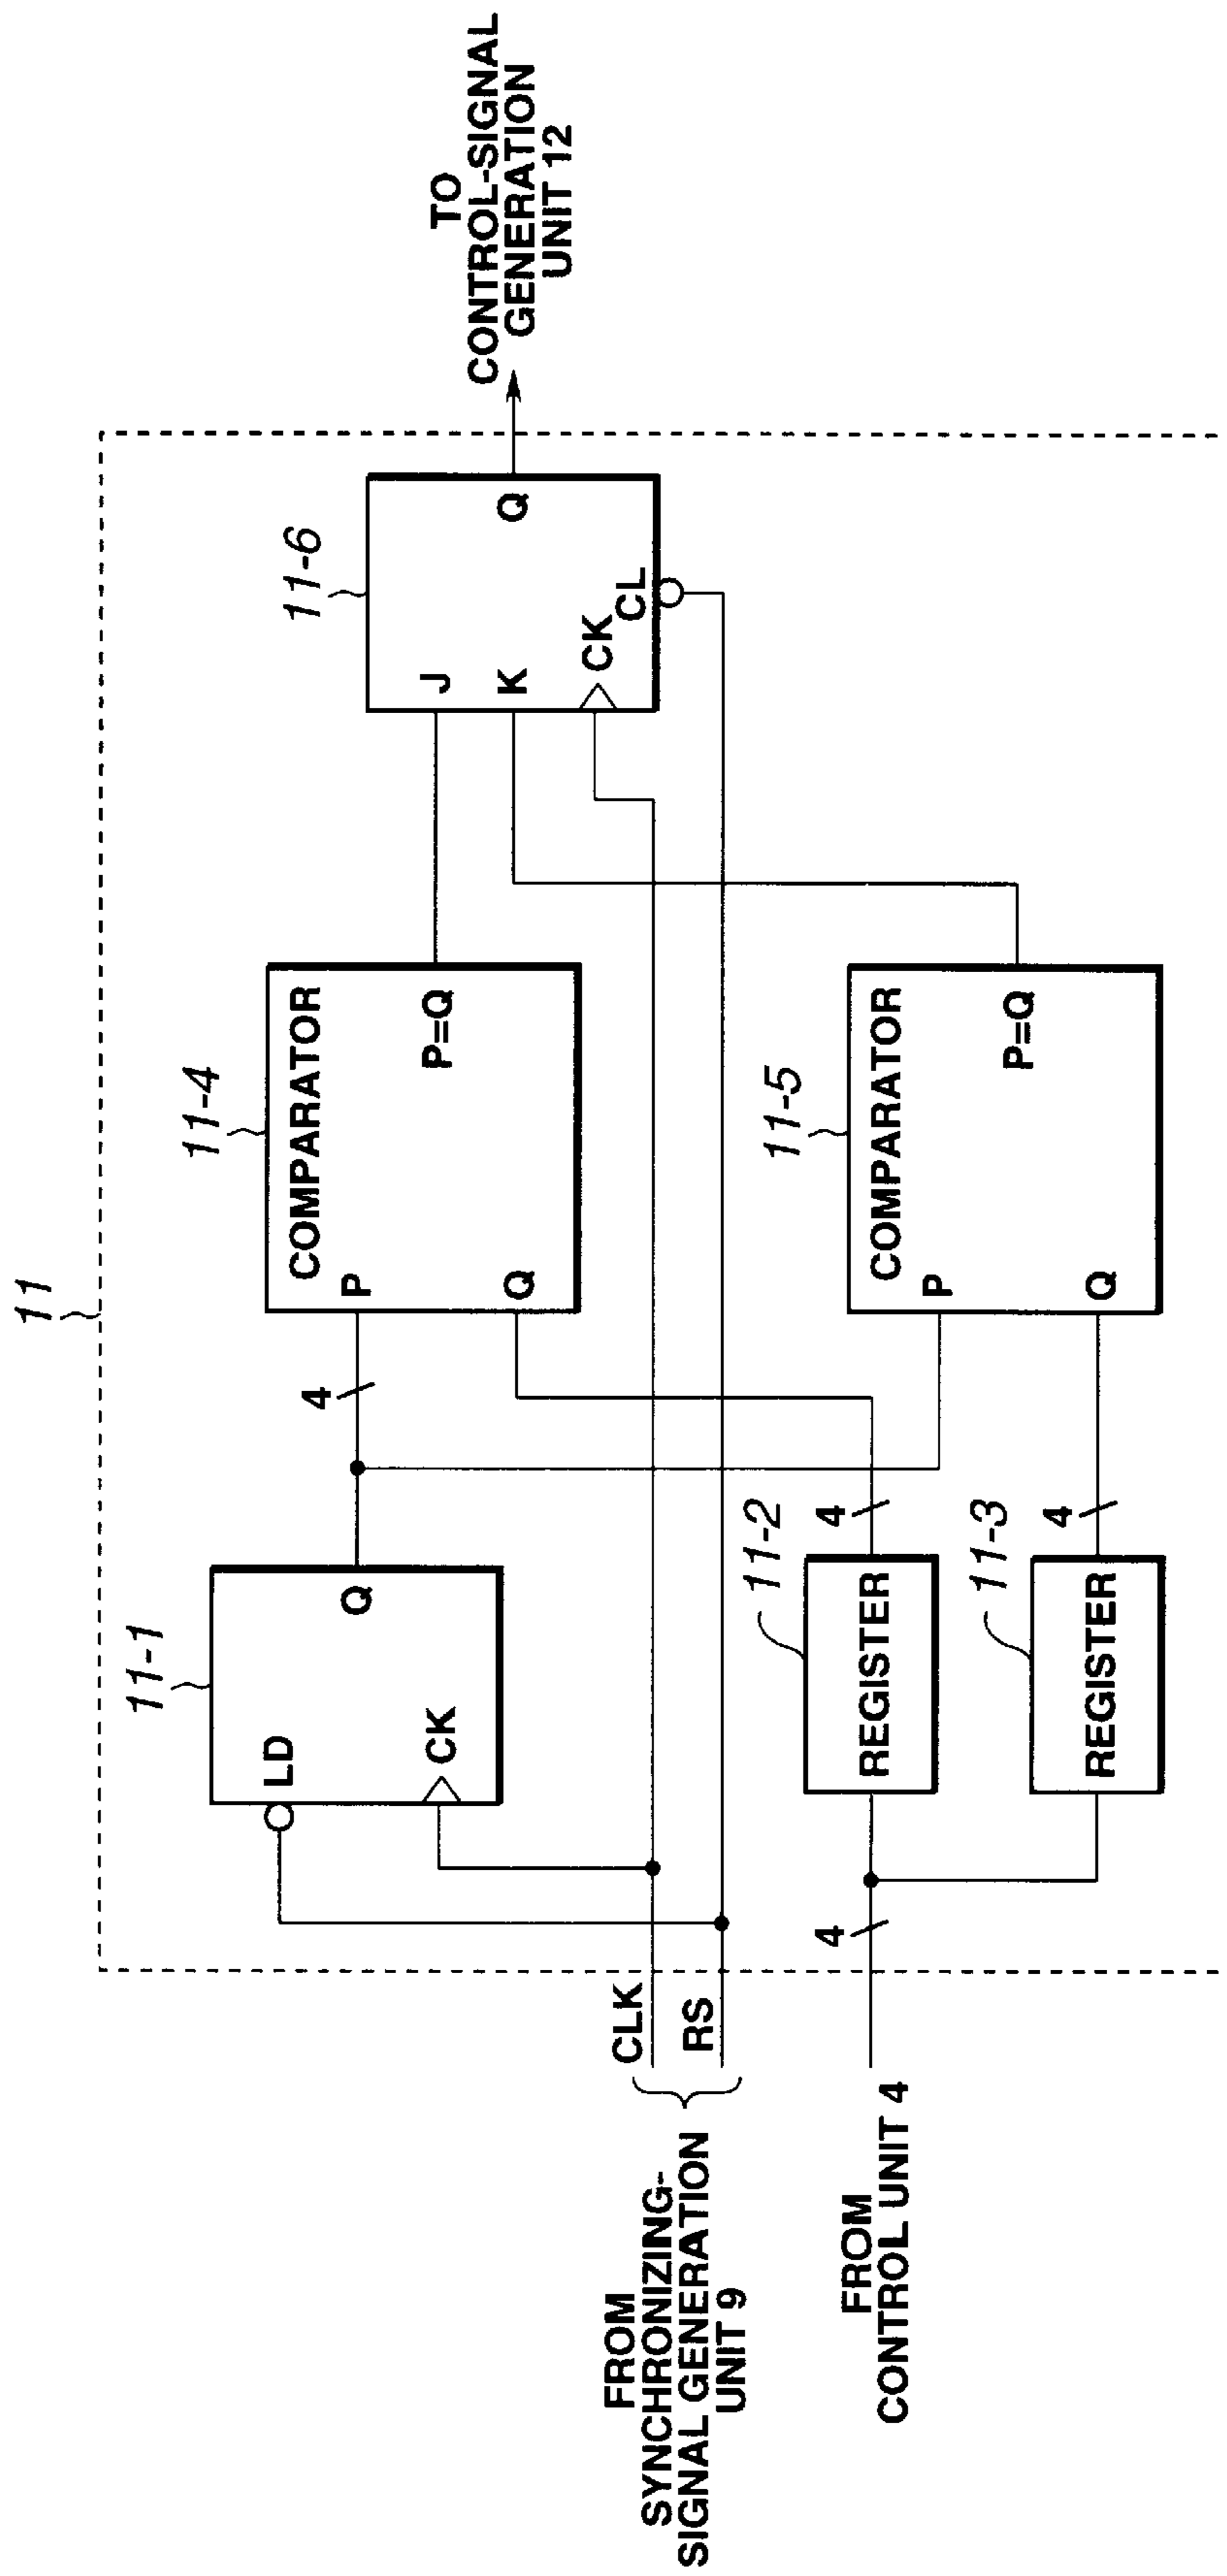 11
11-1
LD
CK
Q
4
11-4
COMPARATOR
P
Q
P=Q
11-6
J
K
CK
CL
Q
TO
CONTROL-SIGNAL
GENERATION
UNIT 12
FROM
SYNCHRONIZING-
SIGNAL GENERATION
UNIT 9
CLK
RS
FROM
CONTROL UNIT 4
4
11-2
REGISTER
4
11-3
REGISTER
4
11-5
COMPARATOR
P
Q
P=Q